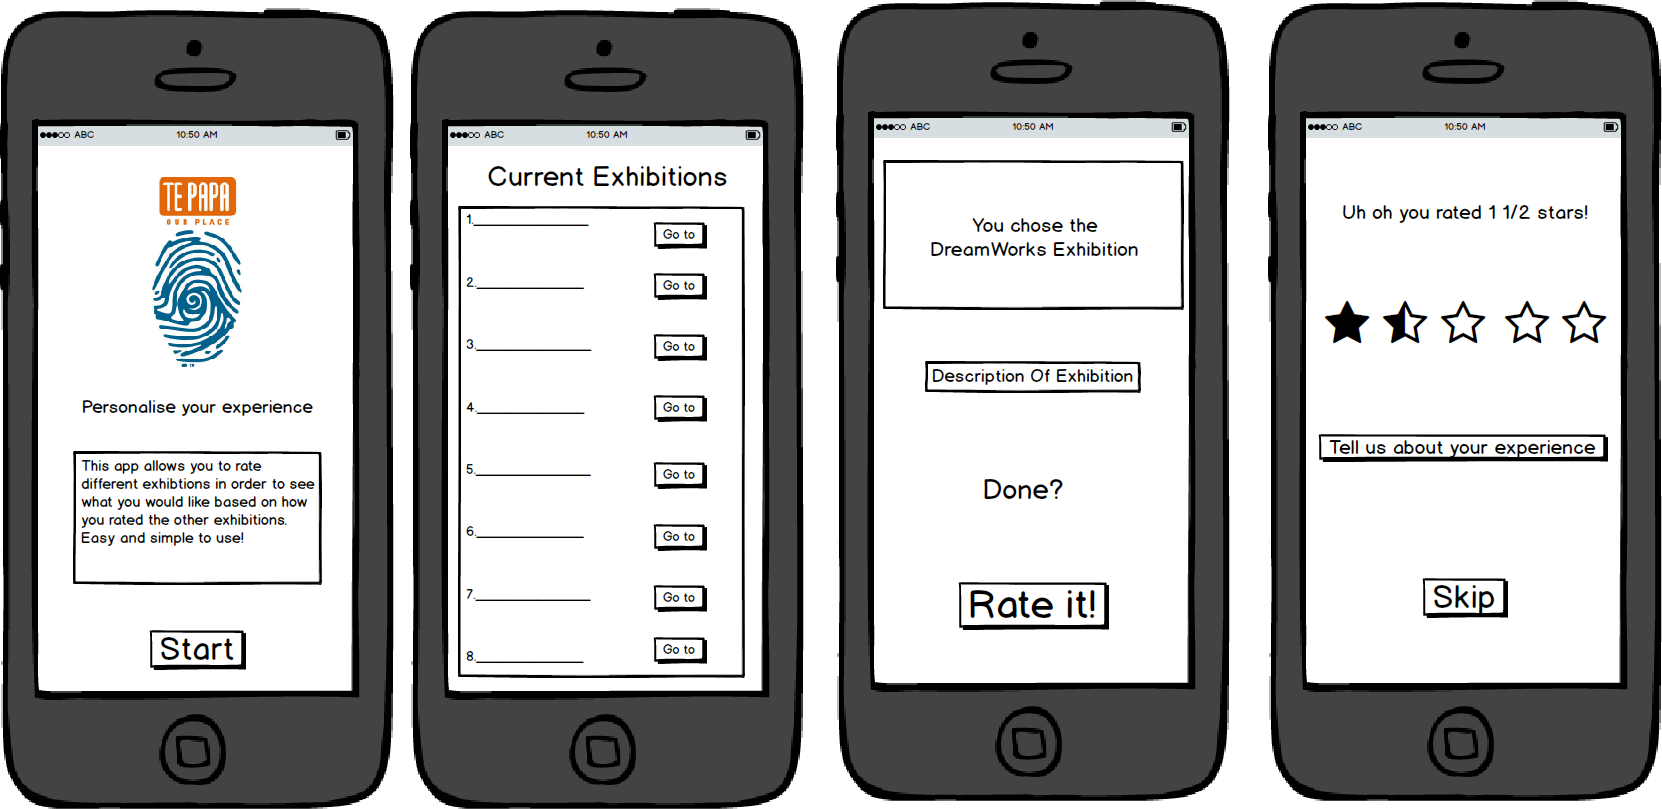 ABC 10:50 AM
TE PAPA
OUR PLACE
Personalise your experience
This app allows you to rate
different exhibtions in order to see
what you would like based on how
you rated the other exhibitions.
Easy and simple to use!
Start
ABC 10:50 AM
Current Exhibitions
1. Go to
2. Go to
3. Go to
4. Go to
5. Go to
6. Go to
7. Go to
8. Go to
ABC 10:50 AM
You chose the
DreamWorks Exhibition
Description Of Exhibition
Done?
Rate it!
ABC 10:50 AM
Uh oh you rated 1 1/2 stars!
Tell us about your experience
Skip